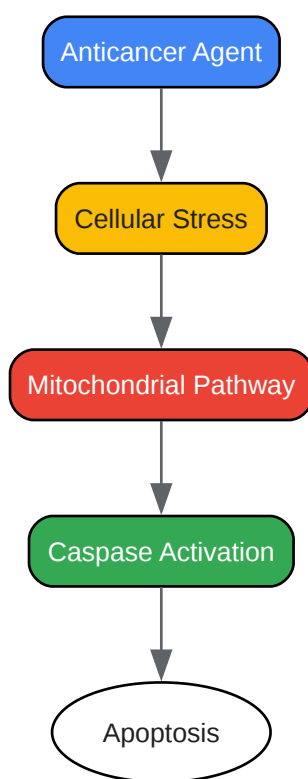 Anticancer Agent
Cellular Stress
Mitochondrial Pathway
Caspase Activation
Apoptosis